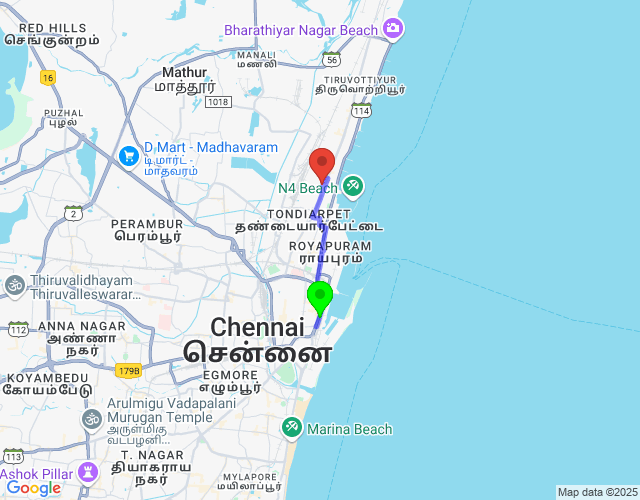 RED HILLS
செங்குன்றம்
Bharathiyar Nagar Beach
MANALI
மணலி
56
Mathur
மாத்தூர்
16
TIRUVOTTIYUR
திருவொற்றியூர்
1018
114
PUZHAL
புழல்
D Mart - Madhavaram
டி மார்ட் -
மாதவரம்
N4 Beach
2
TONDIARPET
தண்டையார்பேட்டை
PERAMBUR
பெரம்பூர்
ROYAPURAM
ராயபுரம்
Thiruvalidhayam
Thiruvalleswarar...
112
ANNA NAGAR
அண்ணா
நகர்
Chennai
சென்னை
179B
EGMORE
எழும்பூர்
KOYAMBEDU
கோயம்பேடு
Arulmigu Vadapalani
Murugan Temple
அருள்மிகு
வடபழனி...
Marina Beach
113
T. NAGAR
தியாகராய
நகர்
Ashok Pillar
MYLAPORE
மயிலாப்பூர்
Google
Map data ©2025